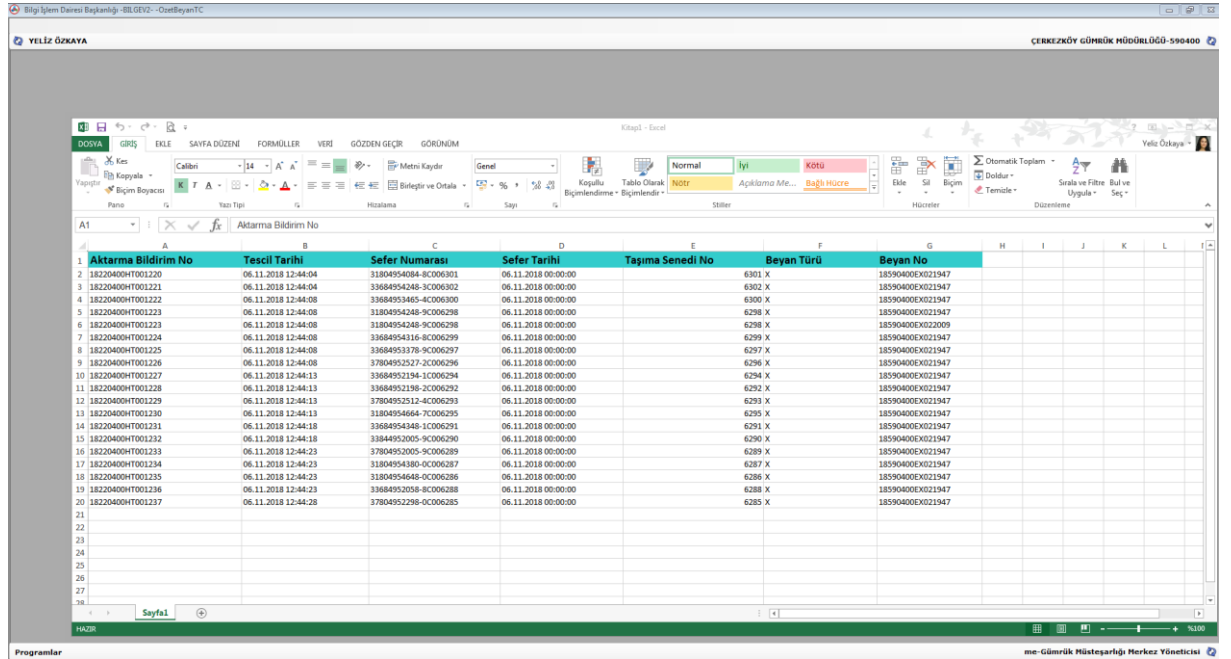 Bilgi İşlem Dairesi Başkanlığı -BILGEV2- -OzetBeyanTC
YELİZ ÖZKAYA ÇERKEZKÖY GÜMRÜK MÜDÜRLÜĞÜ-590400
Kitap1 - Excel
DOSYA GİRİŞ EKLE SAYFA DÜZENİ FORMÜLLER VERİ GÖZDEN GEÇİR GÖRÜNÜM Yeliz Özkaya
Yapıştır Kes Kopyala Biçim Boyacısı Calibri 14 Metni Kaydır Birleştir ve Ortala Genel Koşullu Biçimlendirme Tablo Olarak Biçimlendir Normal İyi Kötü Nötr Açıklama Me... Bağlı Hücre Ekle Sil Biçim Otomatik Toplam Doldur Temizle Sırala ve Filtre Uygula Bul ve Seç
Pano Yazı Tipi Hizalama Sayı Stiller Hücreler Düzenleme
A1 fx Aktarma Bildirim No
A B C D E F G H I J K L
1 Aktarma Bildirim No Tescil Tarihi Sefer Numarası Sefer Tarihi Taşıma Senedi No Beyan Türü Beyan No
2 18220400HT001220 06.11.2018 12:44:04 31804954084-8C006301 06.11.2018 00:00:00 6301 X 18590400EX021947
3 18220400HT001221 06.11.2018 12:44:04 33684954248-3C006302 06.11.2018 00:00:00 6302 X 18590400EX021947
4 18220400HT001222 06.11.2018 12:44:08 33684953465-4C006300 06.11.2018 00:00:00 6300 X 18590400EX021947
5 18220400HT001223 06.11.2018 12:44:08 31804954248-9C006298 06.11.2018 00:00:00 6298 X 18590400EX021947
6 18220400HT001223 06.11.2018 12:44:08 31804954248-9C006298 06.11.2018 00:00:00 6298 X 18590400EX022009
7 18220400HT001224 06.11.2018 12:44:08 33684954316-8C006299 06.11.2018 00:00:00 6299 X 18590400EX021947
8 18220400HT001225 06.11.2018 12:44:08 33684953378-9C006297 06.11.2018 00:00:00 6297 X 18590400EX021947
9 18220400HT001226 06.11.2018 12:44:08 37804952527-2C006296 06.11.2018 00:00:00 6296 X 18590400EX021947
10 18220400HT001227 06.11.2018 12:44:13 33684952194-1C006294 06.11.2018 00:00:00 6294 X 18590400EX021947
11 18220400HT001228 06.11.2018 12:44:13 33684952198-4C006292 06.11.2018 00:00:00 6292 X 18590400EX021947
12 18220400HT001229 06.11.2018 12:44:13 37804952512-4C006293 06.11.2018 00:00:00 6293 X 18590400EX021947
13 18220400HT001230 06.11.2018 12:44:13 31804954664-7C006295 06.11.2018 00:00:00 6295 X 18590400EX021947
14 18220400HT001231 06.11.2018 12:44:18 33684954348-1C006291 06.11.2018 00:00:00 6291 X 18590400EX021947
15 18220400HT001232 06.11.2018 12:44:18 33844952005-9C006290 06.11.2018 00:00:00 6290 X 18590400EX021947
16 18220400HT001233 06.11.2018 12:44:23 37804952005-9C006289 06.11.2018 00:00:00 6289 X 18590400EX021947
17 18220400HT001234 06.11.2018 12:44:23 31804954380-0C006287 06.11.2018 00:00:00 6287 X 18590400EX021947
18 18220400HT001235 06.11.2018 12:44:23 31804954648-0C006286 06.11.2018 00:00:00 6286 X 18590400EX021947
19 18220400HT001236 06.11.2018 12:44:23 33684952058-8C006288 06.11.2018 00:00:00 6288 X 18590400EX021947
20 18220400HT001237 06.11.2018 12:44:28 37804952298-0C006285 06.11.2018 00:00:00 6285 X 18590400EX021947
21
22
23
24
25
26
27
28
Sayfa1
HAZIR %100
Programlar me-Gümrük Müsteşarlığı Merkez Yöneticisi